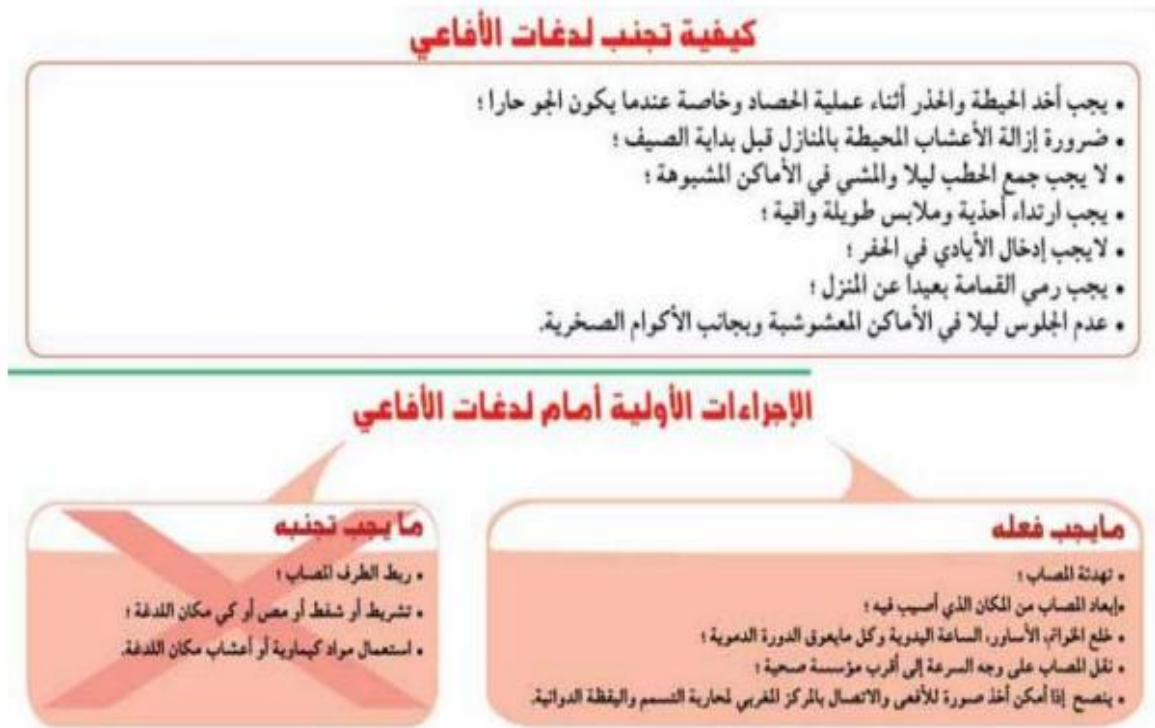 كيفية تجنب لدغات الأفاعي
• يجب أخد الحيطة والحذر أثناء عملية الحصاد وخاصة عندما يكون الجو حارا ؛
• ضرورة إزالة الأعشاب المحيطة بالمنازل قبل بداية الصيف ؛
• لا يجب جمع الحطب ليلا والمشي في الأماكن المشبوهة ؛
• يجب ارتداء أحذية وملابس طويلة واقية ؛
• لايجب إدخال الأيادي في الحفر ؛
• يجب رمي القمامة بعيدا عن المنزل ؛
• عدم الجلوس ليلا في الأماكن المعشوشبة وبجانب الأكوام الصخرية.
الإجراءات الأولية أمام لدغات الأفاعي
مايجب فعله
• تهدئة المصاب ؛
•إبعاد المصاب من المكان الذي أصيب فيه ؛
• خلع الخواتم، الأساور، الساعة اليدوية وكل مايعوق الدورة الدموية ؛
• نقل المصاب على وجه السرعة إلى أقرب مؤسسة صحية ؛
• ينصح إذا أمكن أخذ صورة للأفعى والاتصال بالمركز المغربي لمحاربة التسمم واليقظة الدوائية.
ما يجب تجنبه
• ربط الطرف المصاب ؛
• تشريط أو شفط أو مص أو كي مكان اللدغة ؛
• استعمال مواد كيماوية أو أعشاب مكان اللدغة.